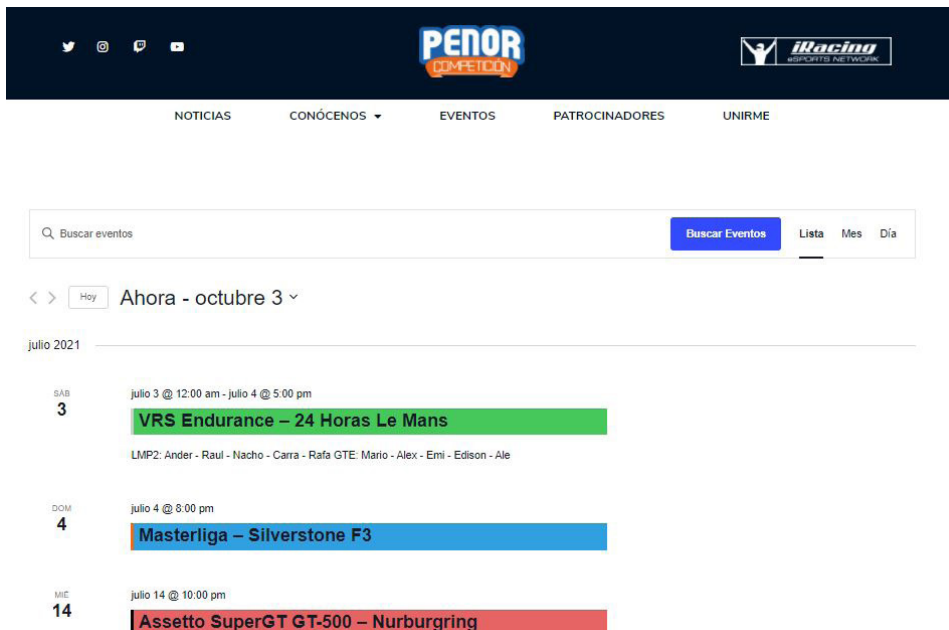 PENOR
COMPETICIÓN
iRacing
eSPORTS NETWORK
NOTICIAS CONÓCENOS EVENTOS PATROCINADORES UNIRME
Buscar eventos Buscar Eventos Lista Mes Día
Hoy Ahora - octubre 3
julio 2021
SÁB julio 3 @ 12:00 am - julio 4 @ 5:00 pm
3
VRS Endurance – 24 Horas Le Mans
LMP2: Ander - Raul - Nacho - Carra - Rafa GTE: Mario - Alex - Emi - Edison - Ale
DOM julio 4 @ 8:00 pm
4
Masterliga – Silverstone F3
MIÉ julio 14 @ 10:00 pm
14
Assetto SuperGT GT-500 – Nurburgring